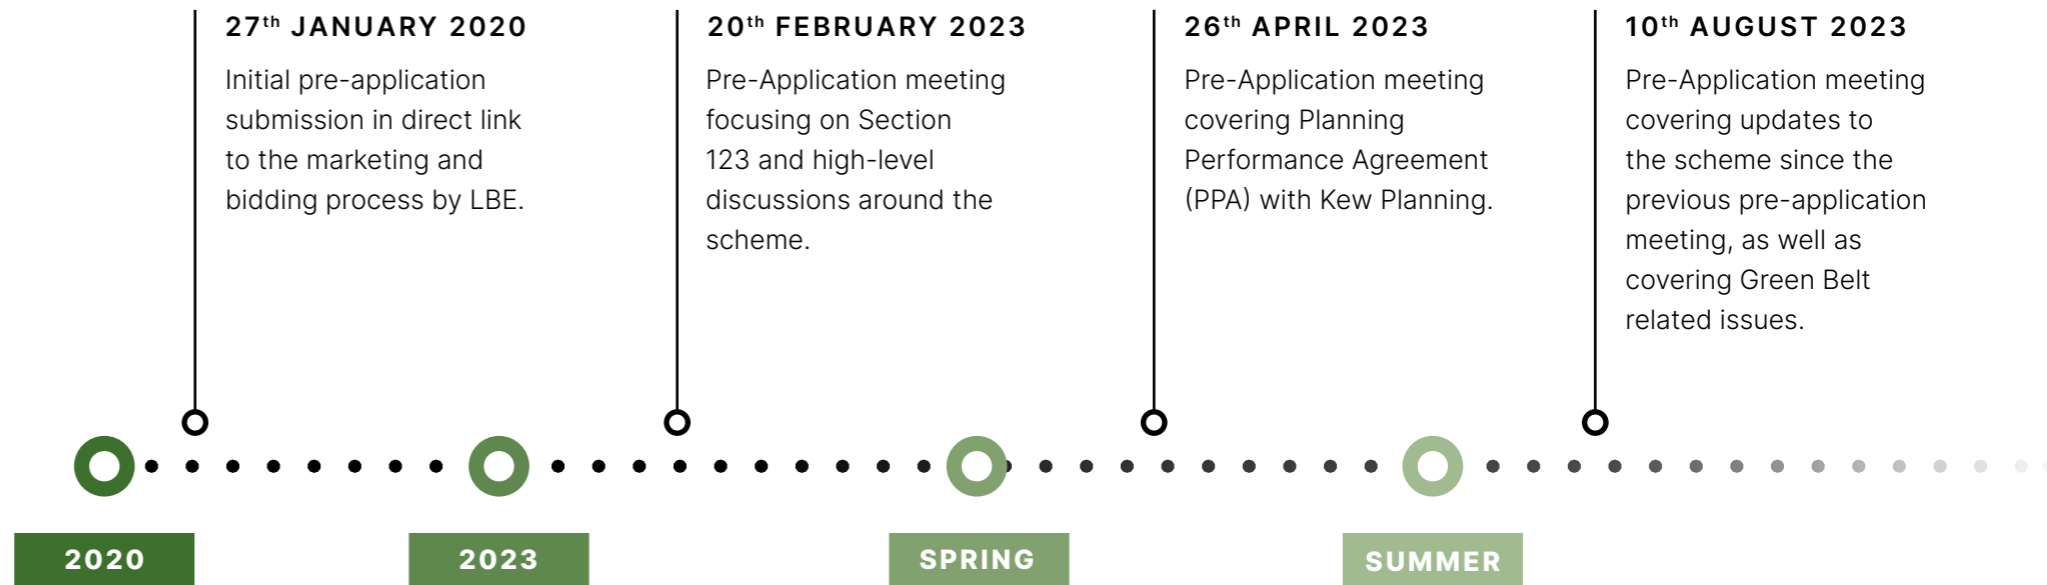 27th JANUARY 2020
Initial pre-application
submission in direct link
to the marketing and
bidding process by LBE.
20th FEBRUARY 2023
Pre-Application meeting
focusing on Section
123 and high-level
discussions around the
scheme.
26th APRIL 2023
Pre-Application meeting
covering Planning
Performance Agreement
(PPA) with Kew Planning.
10th AUGUST 2023
Pre-Application meeting
covering updates to
the scheme since the
previous pre-application
meeting, as well as
covering Green Belt
related issues.
2020
2023
SPRING
SUMMER